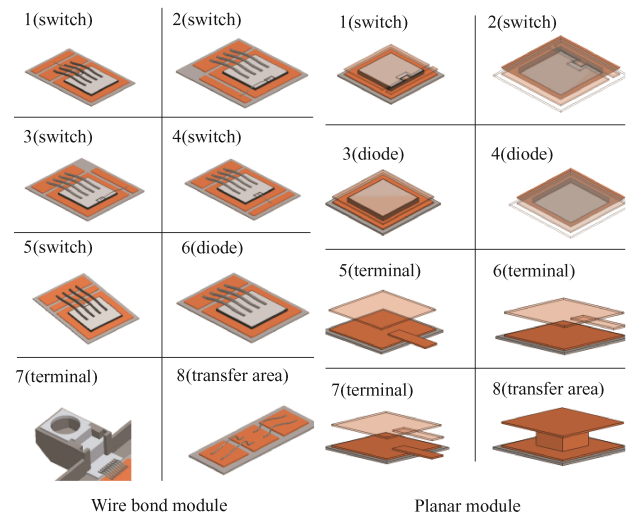 1(switch)
2(switch)
3(switch)
4(switch)
5(switch)
6(diode)
7(terminal)
8(transfer area)
Wire bond module
1(switch)
2(switch)
3(diode)
4(diode)
5(terminal)
6(terminal)
7(terminal)
8(transfer area)
Planar module